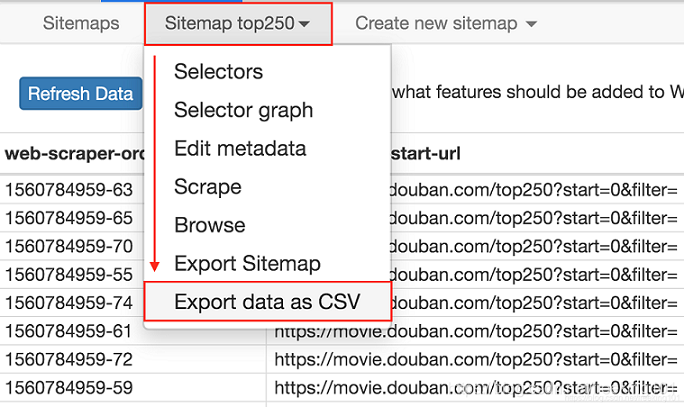 Sitemaps Sitemap top250 Create new sitemap
Selectors
Refresh Data what features should be added to W
Selector graph
Edit metadata
web-scraper-ord start-url
Scrape
1560784959-63 douban.com/top250?start=0&filter=
1560784959-65 douban.com/top250?start=0&filter=
Browse
1560784959-70 douban.com/top250?start=0&filter=
Export Sitemap
1560784959-55 douban.com/top250?start=0&filter=
1560784959-74 douban.com/top250?start=0&filter=
Export data as CSV
1560784959-61 https://movie.douban.com/top250?start=0&filter=
1560784959-72 https://movie.douban.com/top250?start=0&filter=
1560784959-59 https://movie.douban.com/top250?start=0&filter=